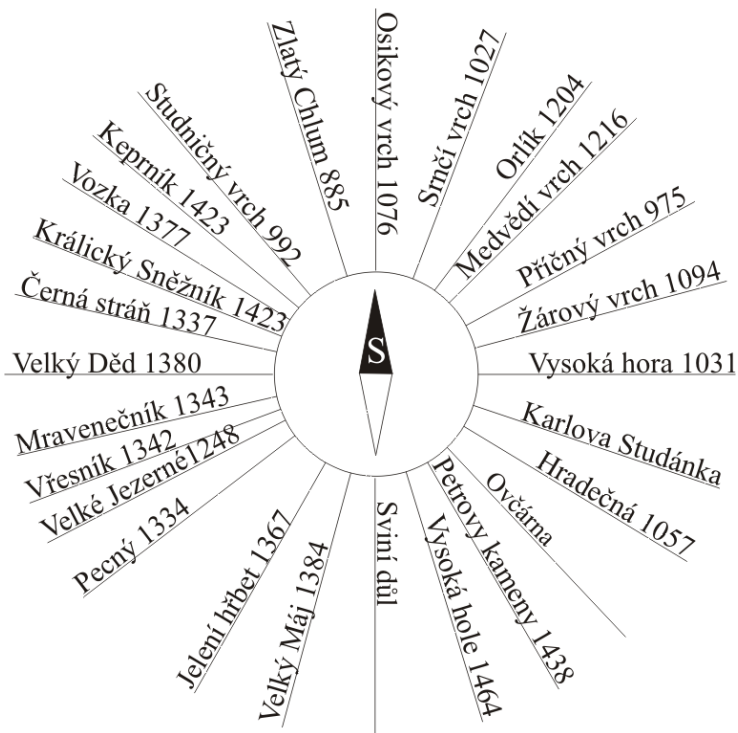 Osikový vrch 1076
Srnčí vrch 1027
Orlík 1204
Medvědí vrch 1216
Příčný vrch 975
Žárový vrch 1094
Vysoká hora 1031
Karlova Studánka
Hradečná 1057
Ovčárna
Petrovy kameny 1438
Vysoká hole 1464
Sviní důl
Velký Máj 1384
Jelení hřbet 1367
Pecný 1334
Velké Jezerné1248
Vřesník 1342
Mravenečník 1343
Velký Děd 1380
Černá stráň 1337
Králický Sněžník 1423
Vozka 1377
Keprník 1423
Studničný vrch 992
Zlatý Chlum 885
S